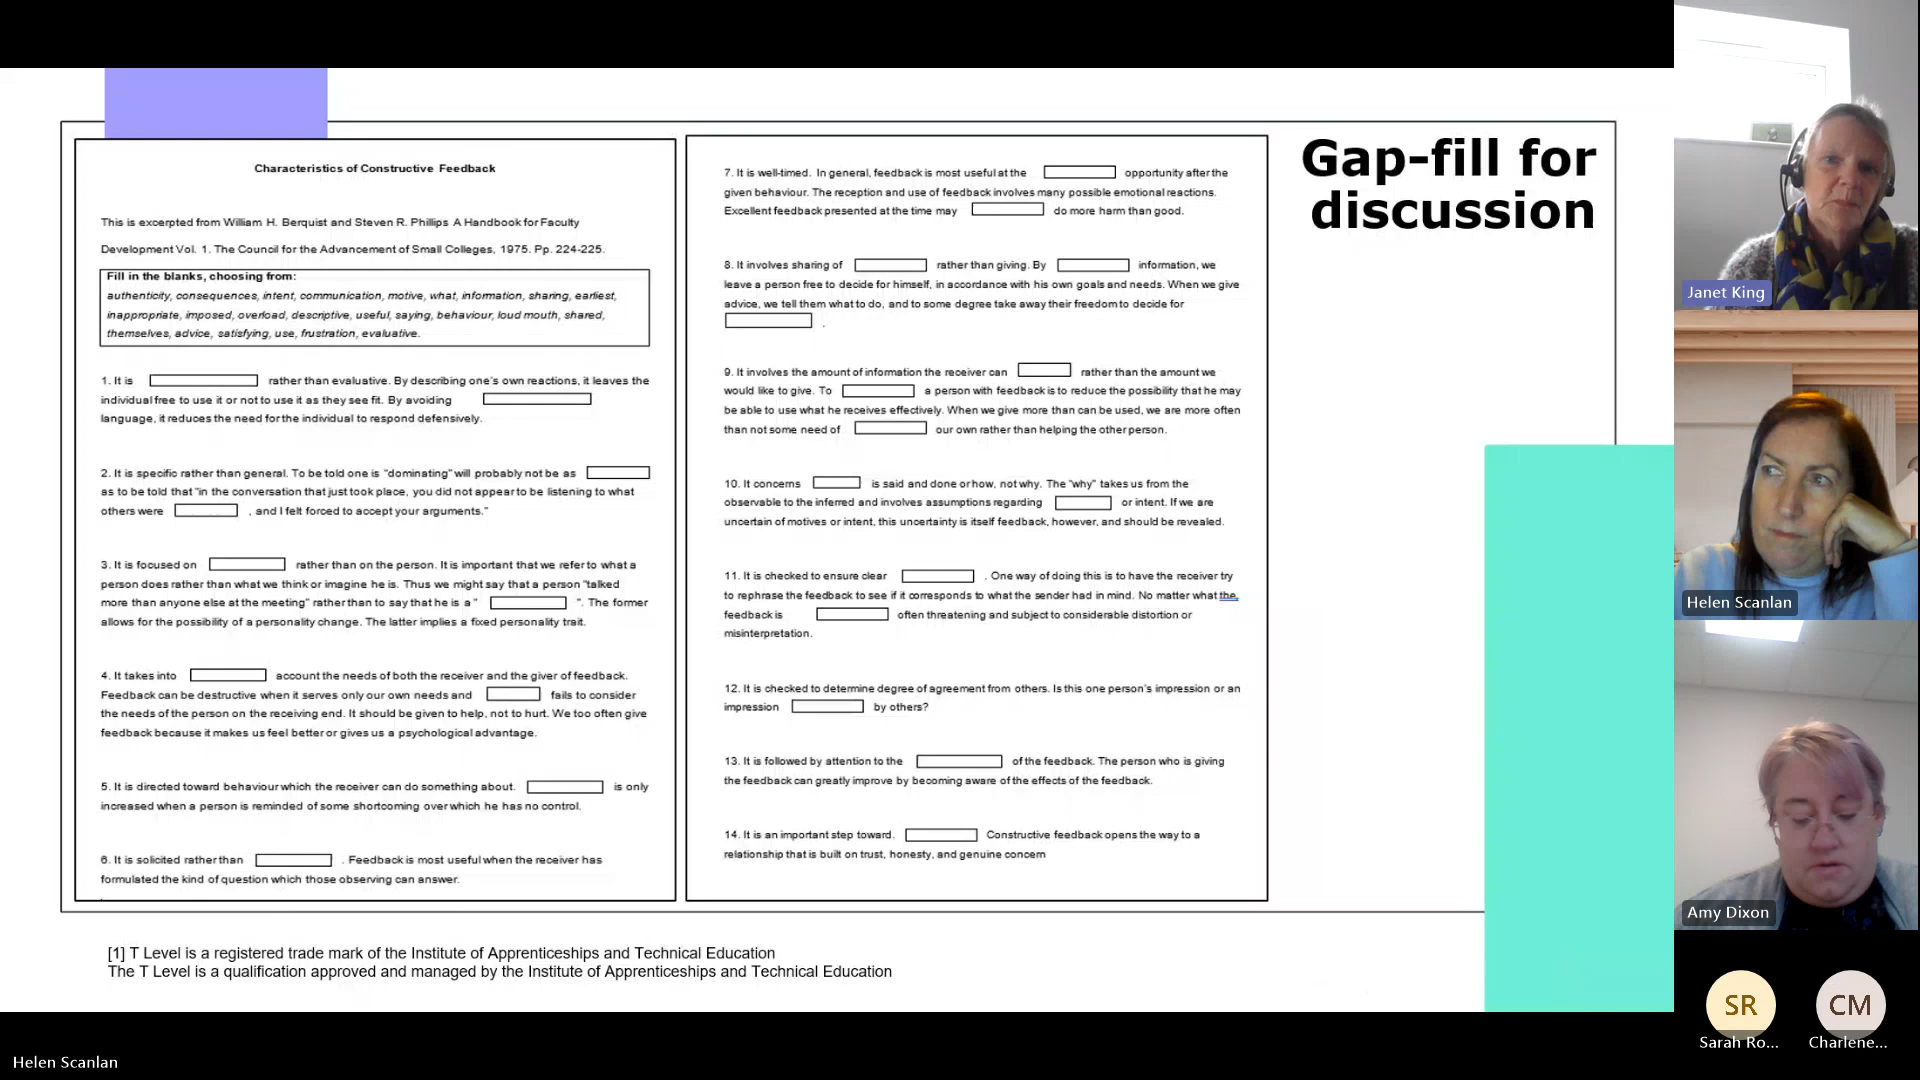 Gap-fill for
discussion
Characteristics of Constructive Feedback
This is excerpted from William H. Berquist and Steven R. Phillips A Handbook for Faculty
Development Vol. 1. The Council for the Advancement of Small Colleges, 1975. Pp. 224-225.
Fill in the blanks, choosing from:
authenticity, consequences, intent, communication, motive, what, information, sharing, earliest,
inappropriate, imposed, overload, descriptive, useful, saying, behaviour, loud mouth, shared,
themselves, advice, satisfying, use, frustration, evaluative.
1. It is rather than evaluative. By describing one's own reactions, it leaves the
individual free to use it or not to use it as they see fit. By avoiding
language, it reduces the need for the individual to respond defensively.
2. It is specific rather than general. To be told one is "dominating" will probably not be as
as to be told that "in the conversation that just took place, you did not appear to be listening to what
others were , and I felt forced to accept your arguments."
3. It is focused on rather than on the person. It is important that we refer to what a
person does rather than what we think or imagine he is. Thus we might say that a person "talked
more than anyone else at the meeting" rather than to say that he is a " ". The former
allows for the possibility of a personality change. The latter implies a fixed personality trait.
4. It takes into account the needs of both the receiver and the giver of feedback.
Feedback can be destructive when it serves only our own needs and fails to consider
the needs of the person on the receiving end. It should be given to help, not to hurt. We too often give
feedback because it makes us feel better or gives us a psychological advantage.
5. It is directed toward behaviour which the receiver can do something about. is only
increased when a person is reminded of some shortcoming over which he has no control.
6. It is solicited rather than . Feedback is most useful when the receiver has
formulated the kind of question which those observing can answer.
7. It is well-timed. In general, feedback is most useful at the opportunity after the
given behaviour. The reception and use of feedback involves many possible emotional reactions.
Excellent feedback presented at the time may do more harm than good.
8. It involves sharing of rather than giving. By information, we
leave a person free to decide for himself, in accordance with his own goals and needs. When we give
advice, we tell them what to do, and to some degree take away their freedom to decide for
.
9. It involves the amount of information the receiver can rather than the amount we
would like to give. To a person with feedback is to reduce the possibility that he may
be able to use what he receives effectively. When we give more than can be used, we are more often
than not some need of our own rather than helping the other person.
10. It concerns is said and done or how, not why. The "why" takes us from the
observable to the inferred and involves assumptions regarding or intent. If we are
uncertain of motives or intent, this uncertainty is itself feedback, however, and should be revealed.
11. It is checked to ensure clear . One way of doing this is to have the receiver try
to rephrase the feedback to see if it corresponds to what the sender had in mind. No matter what the
feedback is often threatening and subject to considerable distortion or
misinterpretation.
12. It is checked to determine degree of agreement from others. Is this one person's impression or an
impression by others?
13. It is followed by attention to the of the feedback. The person who is giving
the feedback can greatly improve by becoming aware of the effects of the feedback.
14. It is an important step toward. Constructive feedback opens the way to a
relationship that is built on trust, honesty, and genuine concern
[1] T Level is a registered trade mark of the Institute of Apprenticeships and Technical Education
The T Level is a qualification approved and managed by the Institute of Apprenticeships and Technical Education
Janet King
Helen Scanlan
Amy Dixon
SR
CM
Sarah Ro...
Charlene...
Helen Scanlan